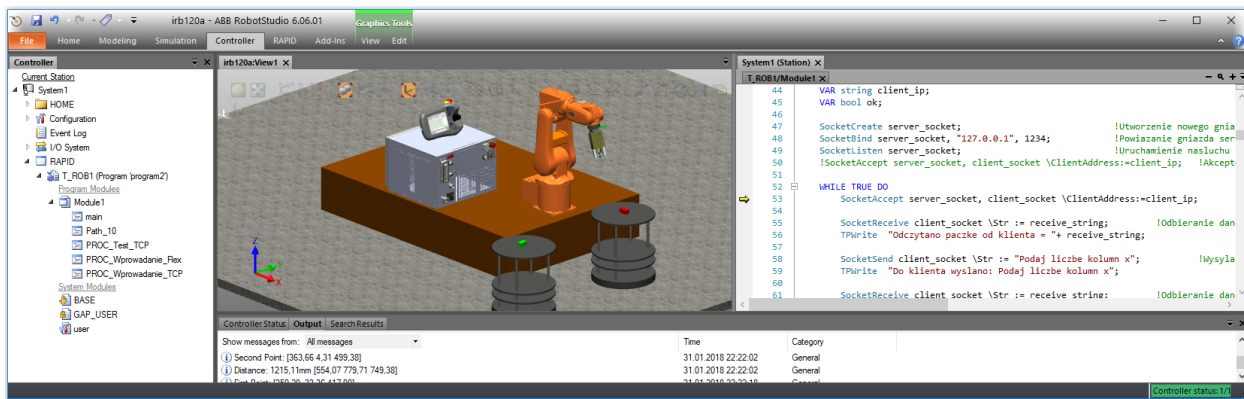 irb120a - ABB RobotStudio 6.06.01
Graphics Tools
File Home Modeling Simulation Controller RAPID Add-Ins View Edit
Controller
Current Station
System1
HOME
Configuration
Event Log
I/O System
RAPID
T_ROB1 (Program 'program2')
Program Modules
Module1
main
Path_10
PROC_Test_TCP
PROC_Wprowadanie_Flex
PROC_Wprowadzanie_TCP
System Modules
BASE
GAP_USER
user
irb120a:View1
Z
Y
X
System1 (Station)
T_ROB1/Module1
44 VAR string client_ip;
45 VAR bool ok;
46
47 SocketCreate server_socket; !Utworzenie nowego gnia
48 SocketBind server_socket, "127.0.0.1", 1234; !Powiazanie gniazda ser
49 SocketListen server_socket; !Uruchamienie nasluchu
50 !SocketAccept server_socket, client_socket \ClientAddress:=client_ip; !Akcept
51
52 WHILE TRUE DO
53 SocketAccept server_socket, client_socket \ClientAddress:=client_ip;
54
55 SocketReceive client_socket \Str := receive_string; !Odbieranie dan
56 TPWrite "Odczytano paczke od klienta = "+ receive_string;
57
58 SocketSend client_socket \Str := "Podaj liczbe kolumn x"; !Wysyla
59 TPWrite "Do klienta wyslano: Podaj liczbe kolumn x";
60
61 SocketReceive client_socket \Str := receive_string; !Odbieranie dan
Controller Status Output Search Results
Show messages from: All messages Time Category
Second Point: [363,66 4,31 499,38] 31.01.2018 22:22:02 General
Distance: 1215,11mm [554,07 779,71 749,38] 31.01.2018 22:22:02 General
Controller status: 1/1